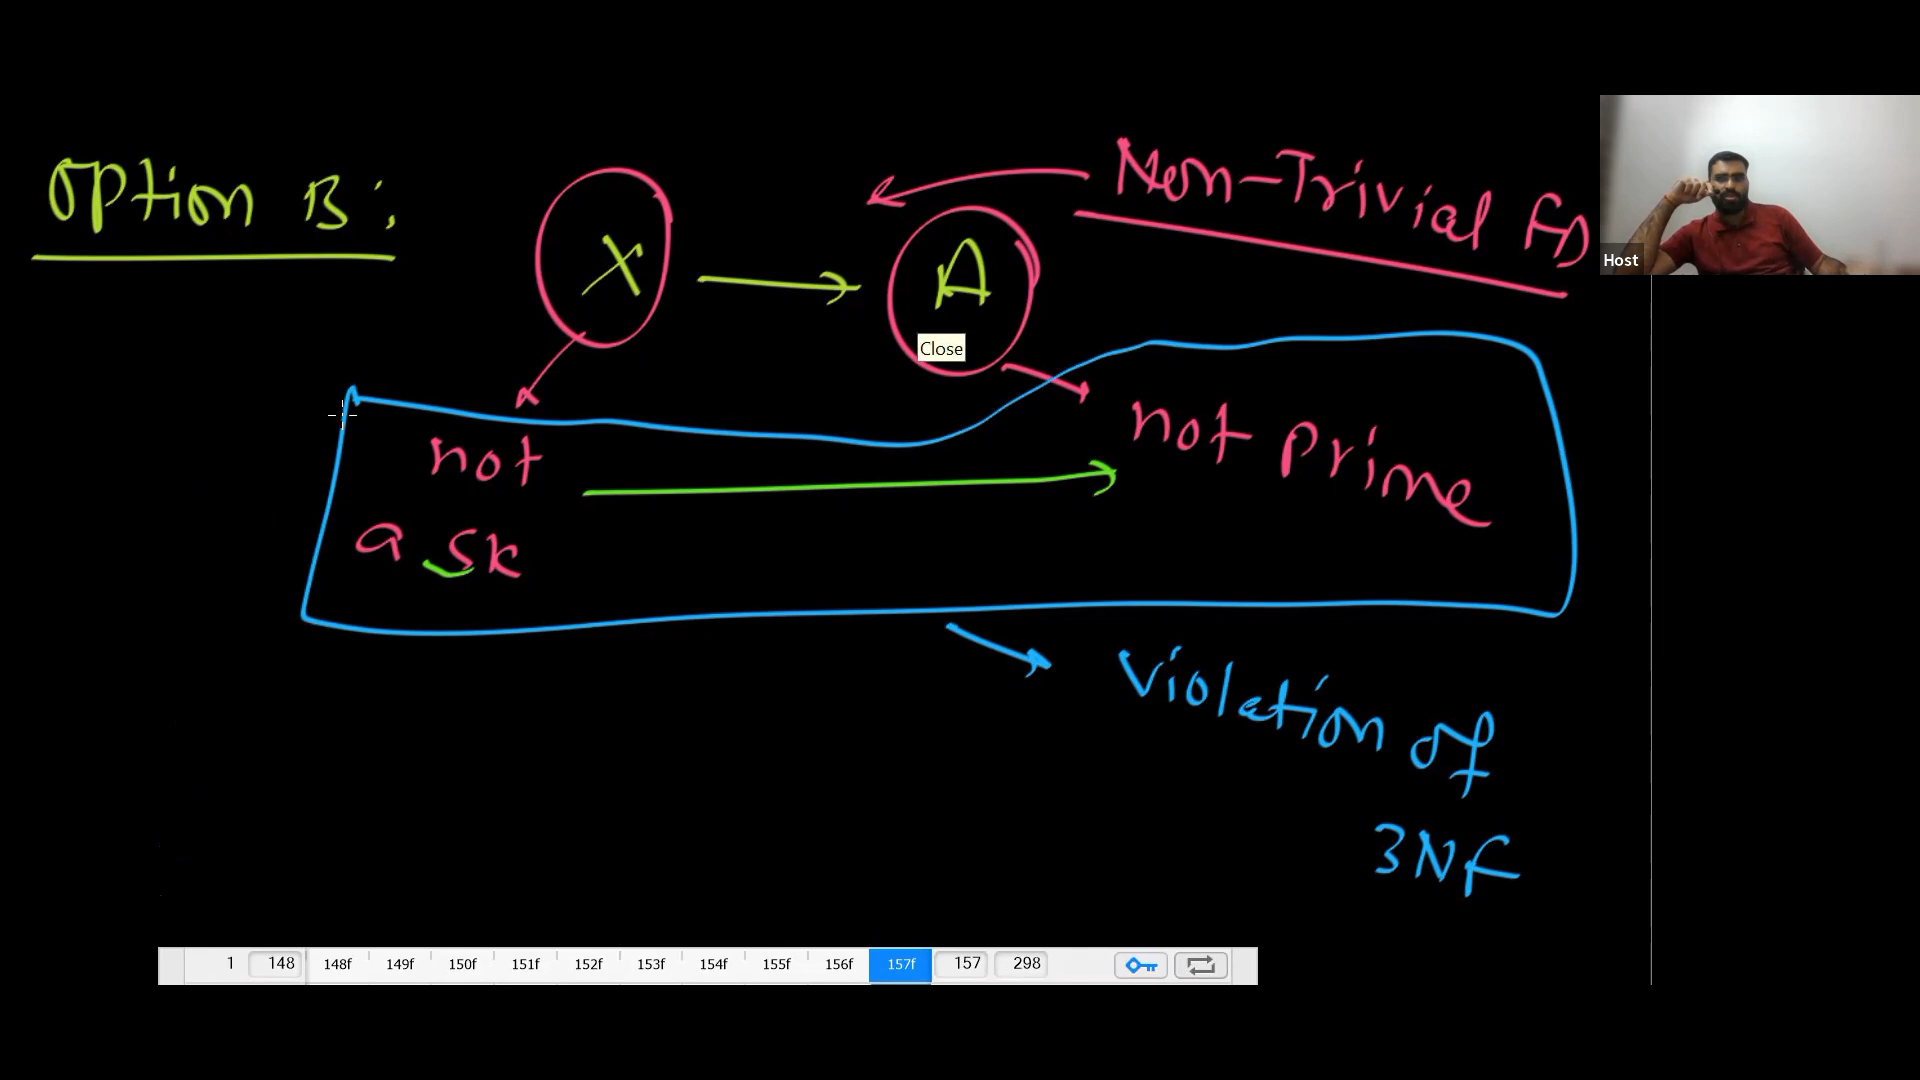 Option B:
X → A
Non-Trivial FD
Host
Close
not
a SK
→
not Prime
Violation of
3NF
1 148 148f 149f 150f 151f 152f 153f 154f 155f 156f 157f 157 298